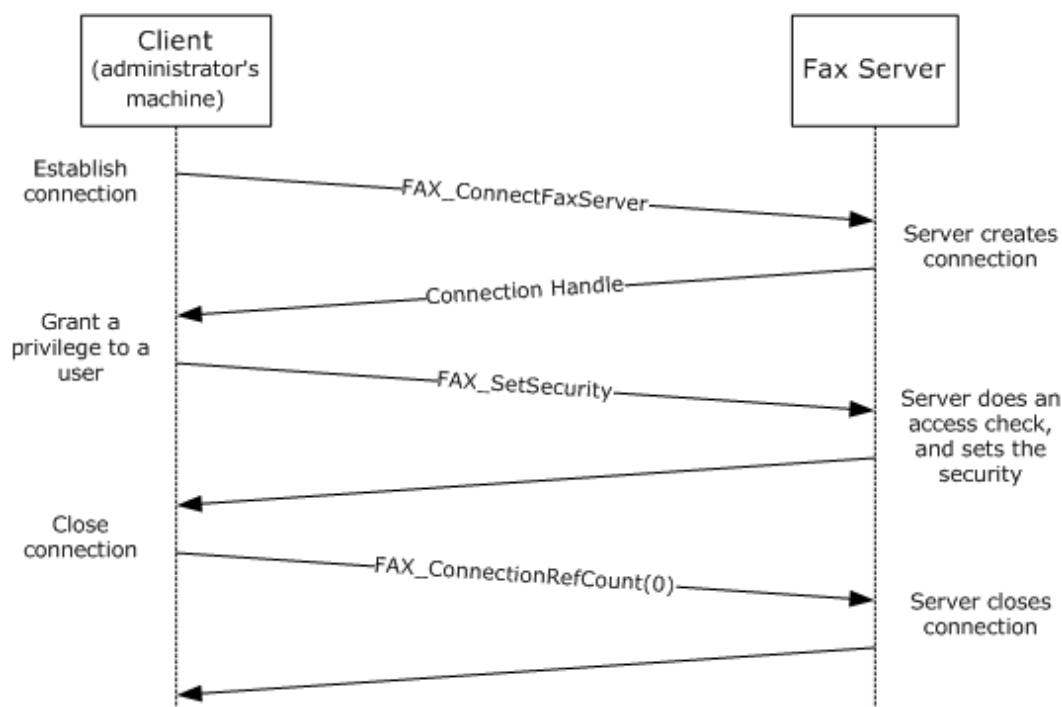 Client
(administrator's
machine)
Fax Server
Establish
connection
FAX_ConnectFaxServer
Server creates
connection
Connection Handle
Grant a
privilege to a
user
FAX_SetSecurity
Server does an
access check,
and sets the
security
Close
connection
FAX_ConnectionRefCount(0)
Server closes
connection